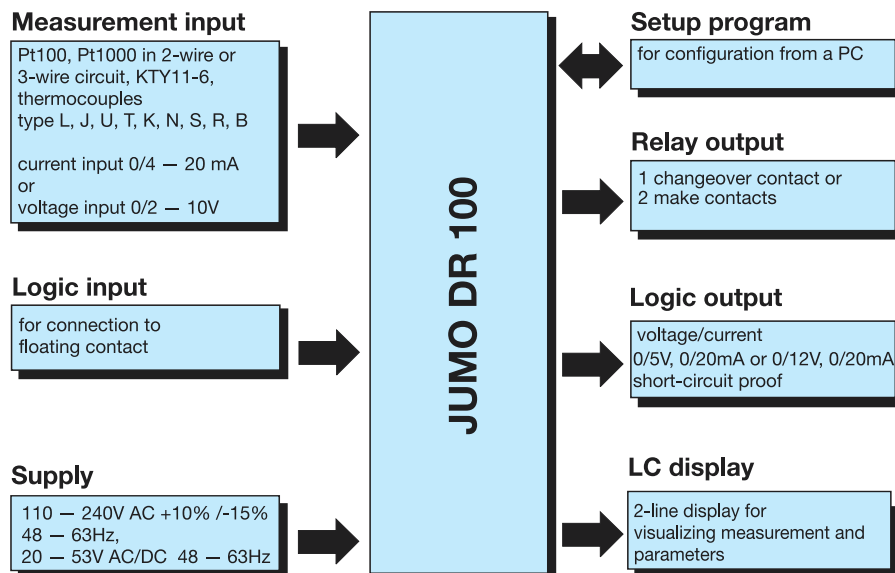 Measurement input
Pt100, Pt1000 in 2-wire or
3-wire circuit, KTY11-6,
thermocouples
type L, J, U, T, K, N, S, R, B
current input 0/4 — 20 mA
or
voltage input 0/2 — 10V
Logic input
for connection to
floating contact
Supply
110 — 240V AC +10% /-15%
48 — 63Hz,
20 — 53V AC/DC 48 — 63Hz
JUMO DR 100
Setup program
for configuration from a PC
Relay output
1 changeover contact or
2 make contacts
Logic output
voltage/current
0/5V, 0/20mA or 0/12V, 0/20mA
short-circuit proof
LC display
2-line display for
visualizing measurement and
parameters